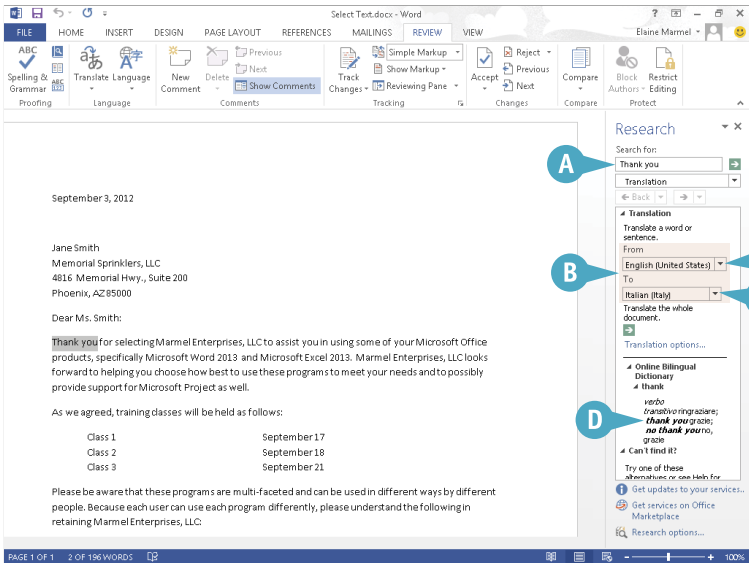 Select Text.docx - Word
FILE HOME INSERT DESIGN PAGE LAYOUT REFERENCES MAILINGS REVIEW VIEW Elaine Marmel
ABC
Spelling & Grammar
ABC
123
Translate
Language
Proofing
Language
New Comment
Delete
Previous
Next
Show Comments
Comments
Track Changes
Simple Markup
Show Markup
Reviewing Pane
Tracking
Accept
Reject
Previous
Next
Changes
Compare
Compare
Block Authors
Restrict Editing
Protect
September 3, 2012
Jane Smith
Memorial Sprinklers, LLC
4816 Memorial Hwy., Suite 200
Phoenix, AZ 85000
Dear Ms. Smith:
Thank you for selecting Marmel Enterprises, LLC to assist you in using some of your Microsoft Office
products, specifically Microsoft Word 2013 and Microsoft Excel 2013. Marmel Enterprises, LLC looks
forward to helping you choose how best to use these programs to meet your needs and to possibly
provide support for Microsoft Project as well.
As we agreed, training classes will be held as follows:
Class 1 September 17
Class 2 September 18
Class 3 September 21
Please be aware that these programs are multi-faceted and can be used in different ways by different
people. Because each user can use each program differently, please understand the following in
retaining Marmel Enterprises, LLC:
Research
Search for:
A
Thank you
Translation
Back
Translation
Translate a word or
sentence.
From
English (United States)
B
To
Italian (Italy)
Translate the whole
document.
Translation options...
Online Bilingual
Dictionary
thank
verbo
transitivo ringraziare;
D
thank you grazie;
no thank you no,
grazie
Can't find it?
Try one of these
alternatives or see Help for
Get updates to your services..
Get services on Office
Marketplace
Research options...
PAGE 1 OF 1 2 OF 196 WORDS 100%